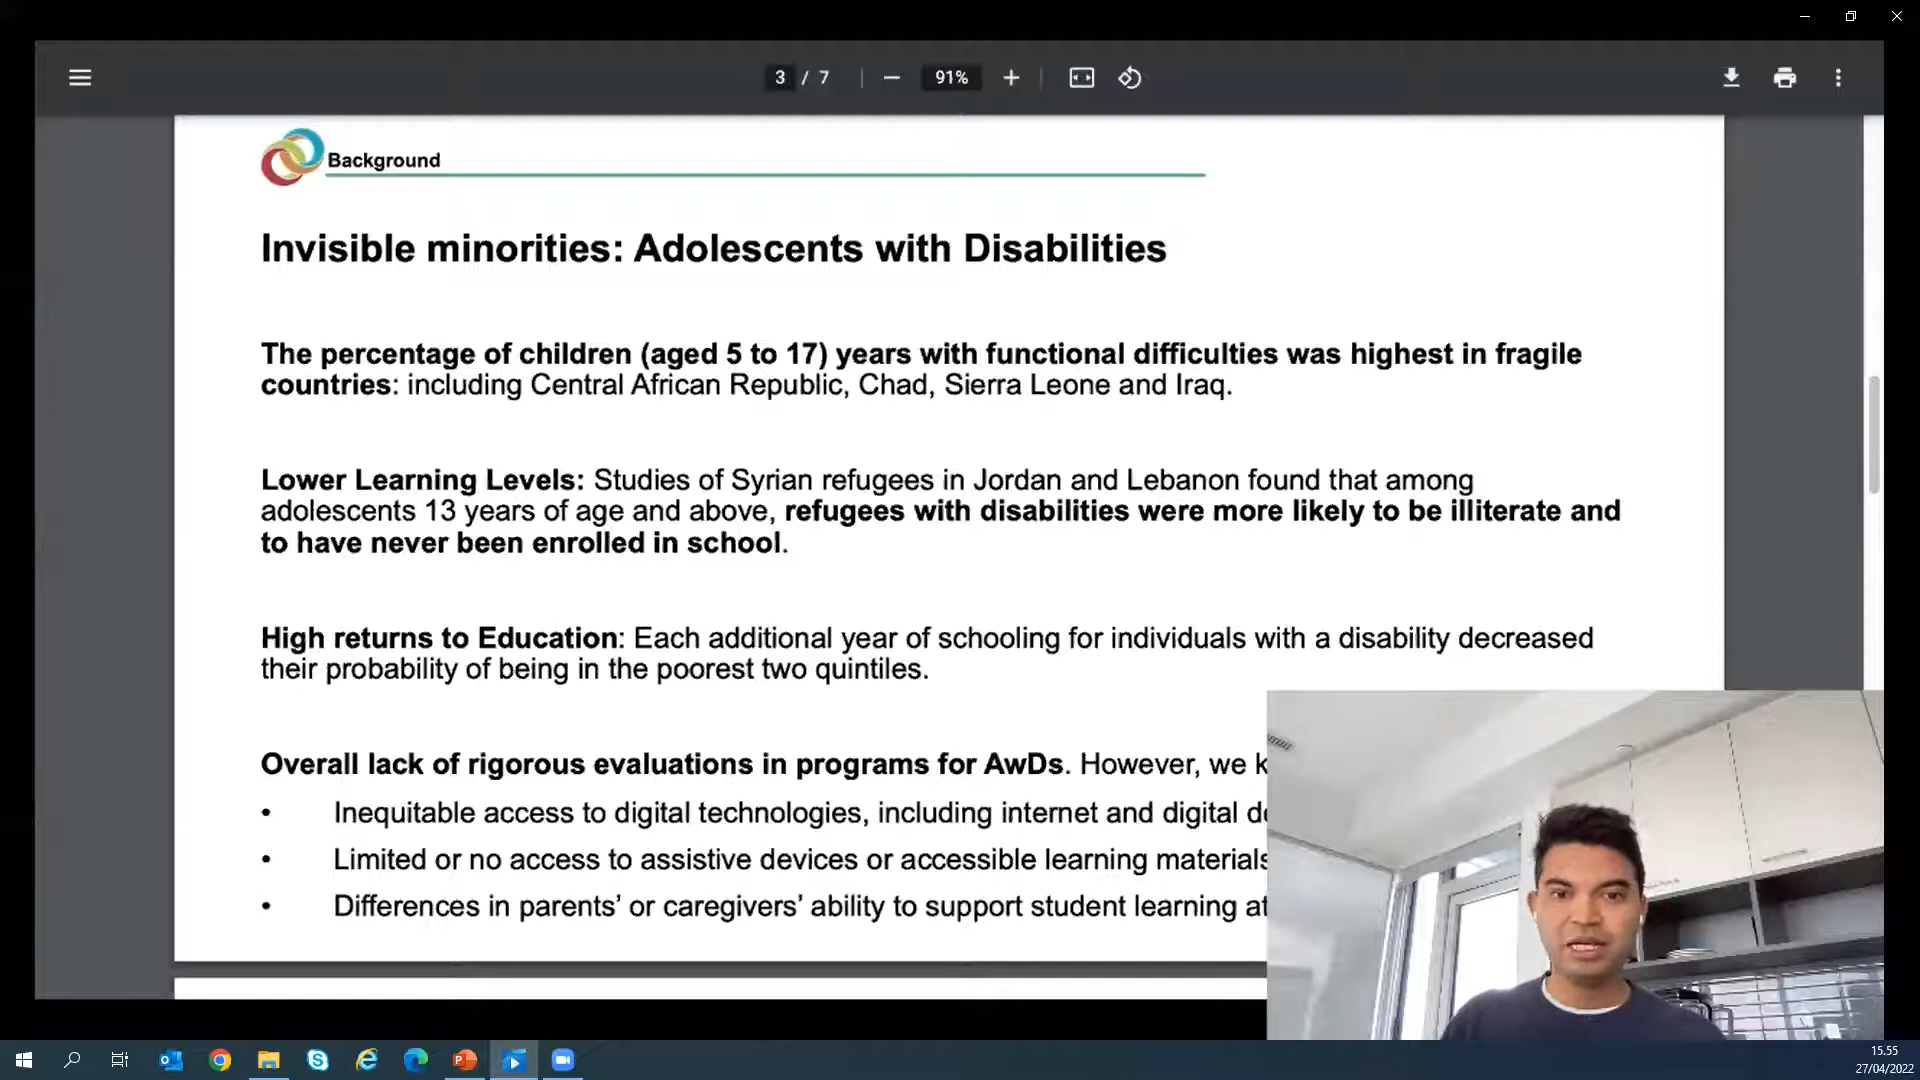 3 / 7
91%
Background
Invisible minorities: Adolescents with Disabilities
The percentage of children (aged 5 to 17) years with functional difficulties was highest in fragile
countries: including Central African Republic, Chad, Sierra Leone and Iraq.
Lower Learning Levels: Studies of Syrian refugees in Jordan and Lebanon found that among
adolescents 13 years of age and above, refugees with disabilities were more likely to be illiterate and
to have never been enrolled in school.
High returns to Education: Each additional year of schooling for individuals with a disability decreased
their probability of being in the poorest two quintiles.
Overall lack of rigorous evaluations in programs for AwDs. However, we
• Inequitable access to digital technologies, including internet and digital
• Limited or no access to assistive devices or accessible learning materials
• Differences in parents’ or caregivers’ ability to support student learning
15.55
27/04/2022